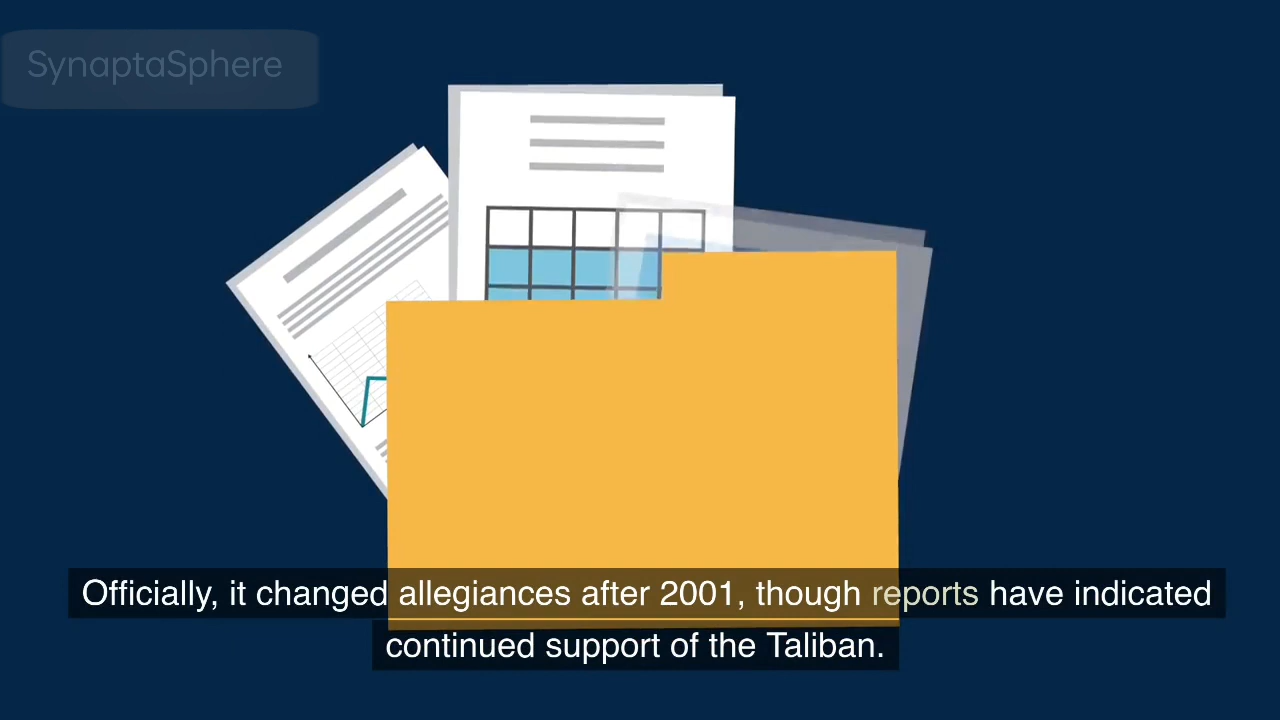 SynaptaSphere
Officially, it changed allegiances after 2001, though reports have indicated
continued support of the Taliban.